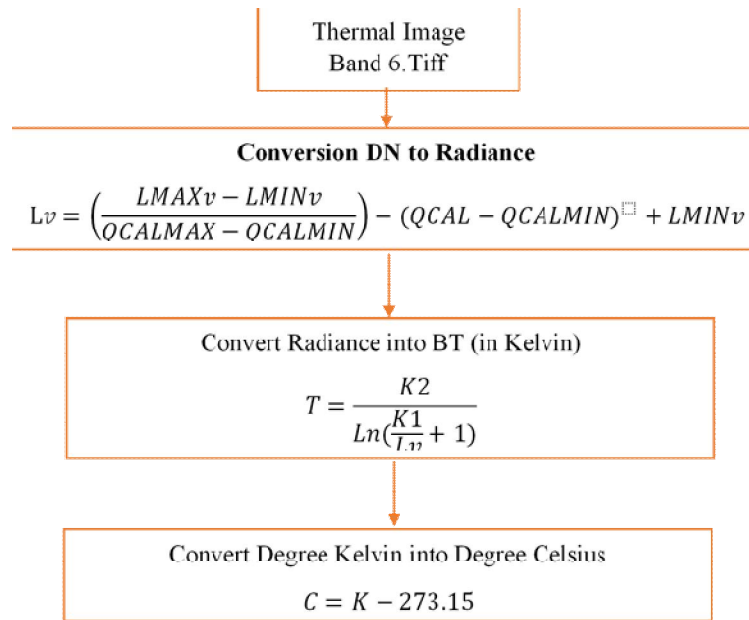 Thermal Image
Band 6.Tiff
Conversion DN to Radiance
Lv = (LMAXv − LMINv / QCALMAX − QCALMIN) − (QCAL − QCALMIN) + LMINv
Convert Radiance into BT (in Kelvin)
T = K2 / Ln(K1/Lv + 1)
Convert Degree Kelvin into Degree Celsius
C = K − 273.15